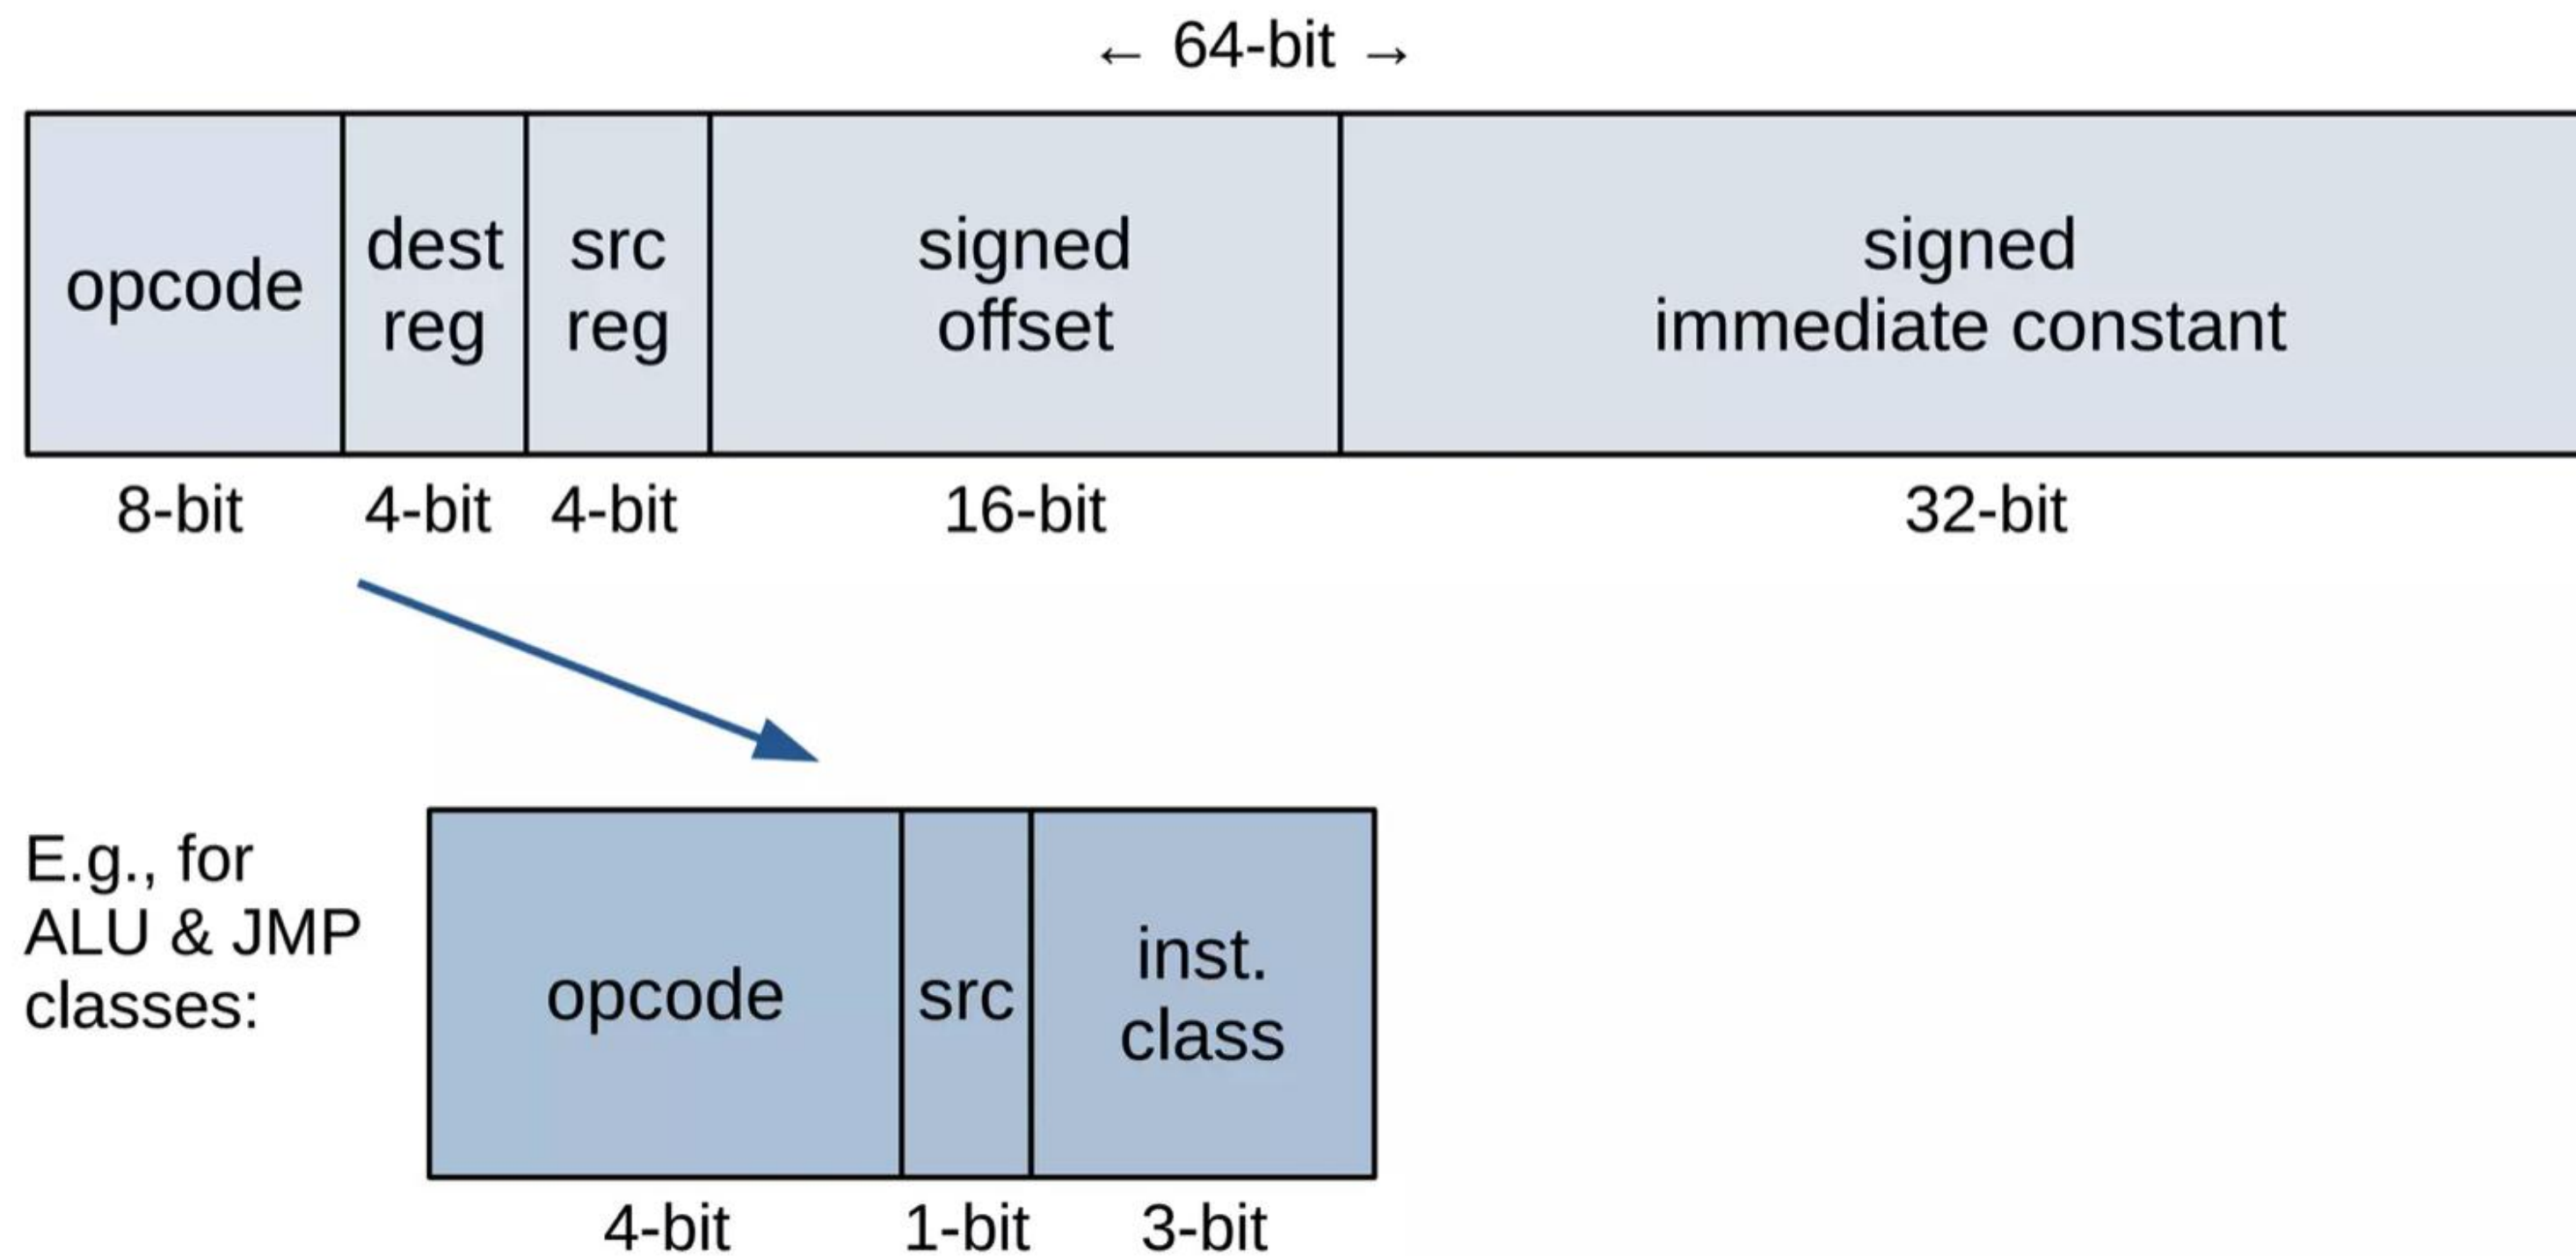 ← 64-bit →
opcode
dest
reg
src
reg
signed
offset
signed
immediate constant
8-bit
4-bit
4-bit
16-bit
32-bit
E.g., for
ALU & JMP
classes:
opcode
src
inst.
class
4-bit
1-bit
3-bit